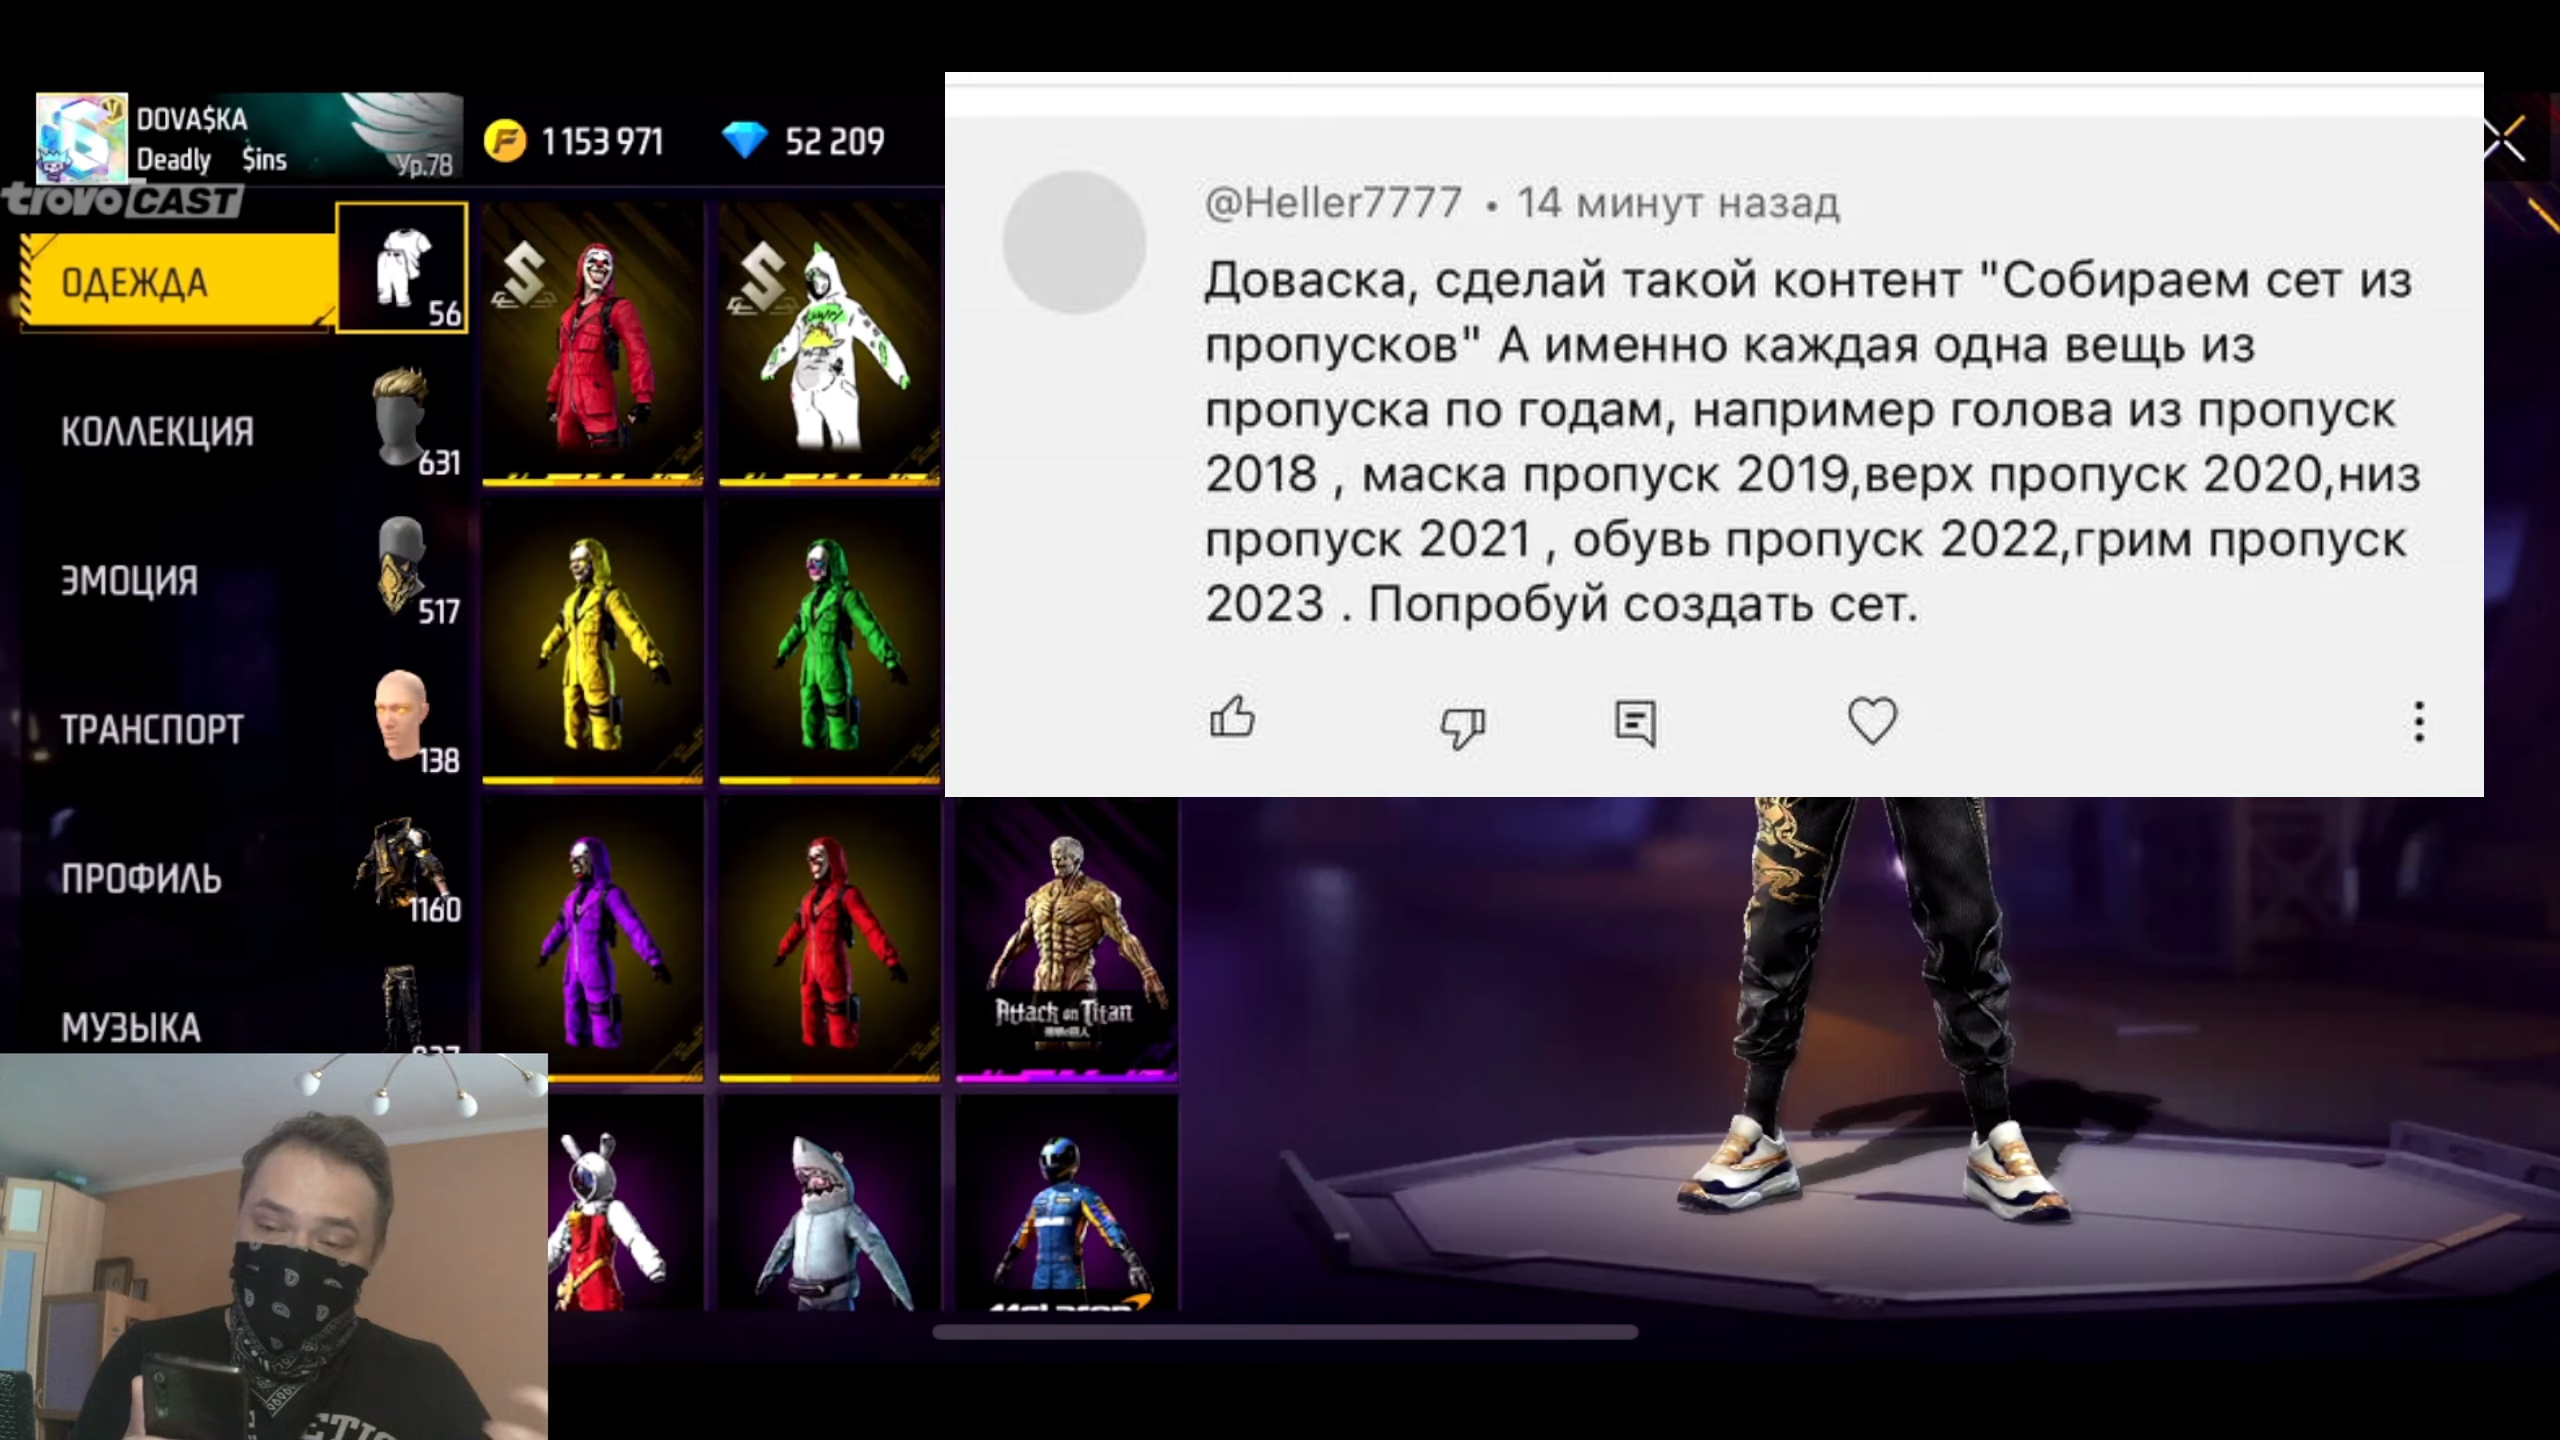 DOVA$KA
Deadly $ins
Ур.78
1 153 971
52 209
trovo CAST
ОДЕЖДА
56
КОЛЛЕКЦИЯ
631
ЭМОЦИЯ
517
ТРАНСПОРТ
138
ПРОФИЛЬ
1160
МУЗЫКА
@Heller7777 • 14 минут назад
Доваска, сделай такой контент "Собираем сет из
пропусков" А именно каждая одна вещь из
пропуска по годам, например голова из пропуск
2018 , маска пропуск 2019,верх пропуск 2020,низ
пропуск 2021 , обувь пропуск 2022,грим пропуск
2023 . Попробуй создать сет.
Attack on Titan
McLaren